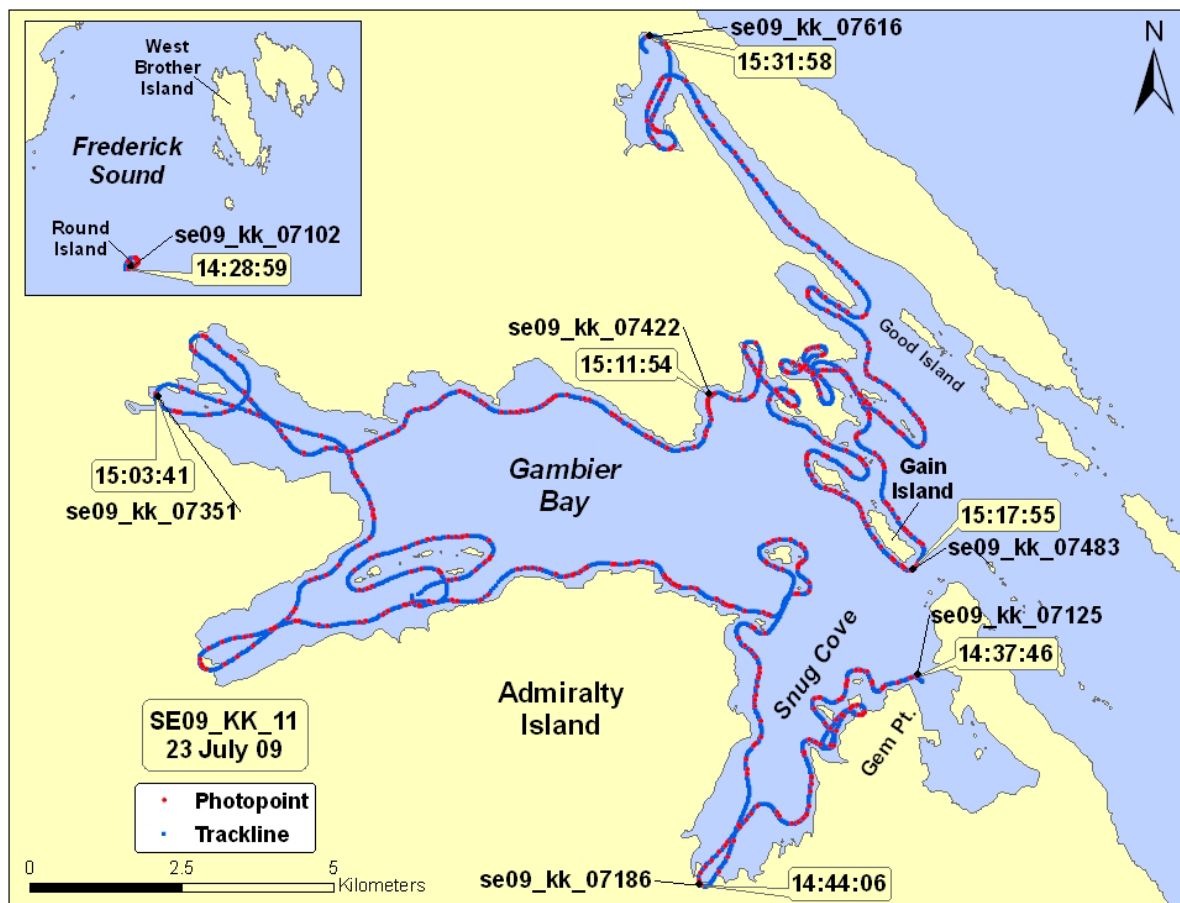 se09_kk_07616
15:31:58
N
West
Brother
Island
Frederick
Sound
Round
Island
se09_kk_07102
14:28:59
se09_kk_07422
15:11:54
Good Island
15:03:41
se09_kk_07351
Gambier
Bay
Gain
Island
15:17:55
se09_kk_07483
se09_kk_07125
14:37:46
Snug Cove
Gem Pt.
Admiralty
Island
SE09_KK_11
23 July 09
Photopoint
Trackline
0 2.5 5
Kilometers
se09_kk_07186
14:44:06